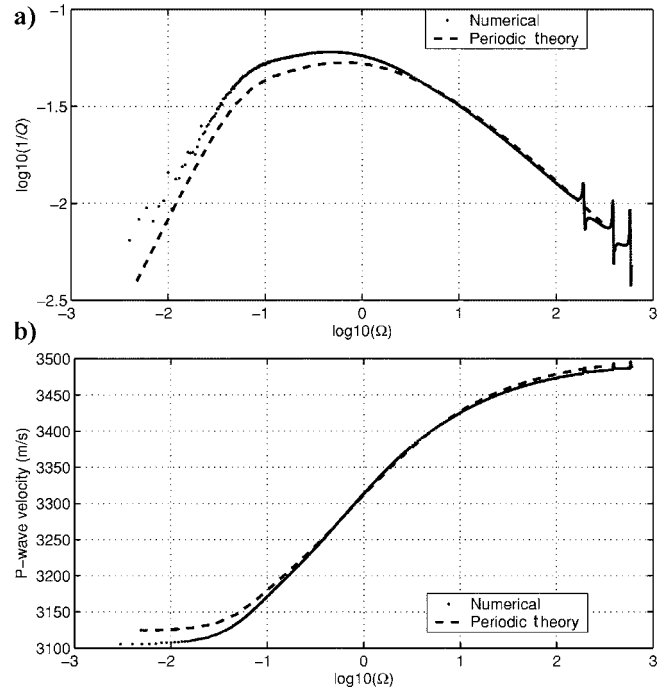 a)
−1
Numerical
Periodic theory
−1.5
log10(1/Q)
−2
−2.5
−3
−2
−1
0
1
2
3
log10(Ω)
b)
3500
3450
3400
3350
3300
3250
3200
3150
3100
P−wave velocity (m/s)
Numerical
Periodic theory
−3
−2
−1
0
1
2
3
log10(Ω)